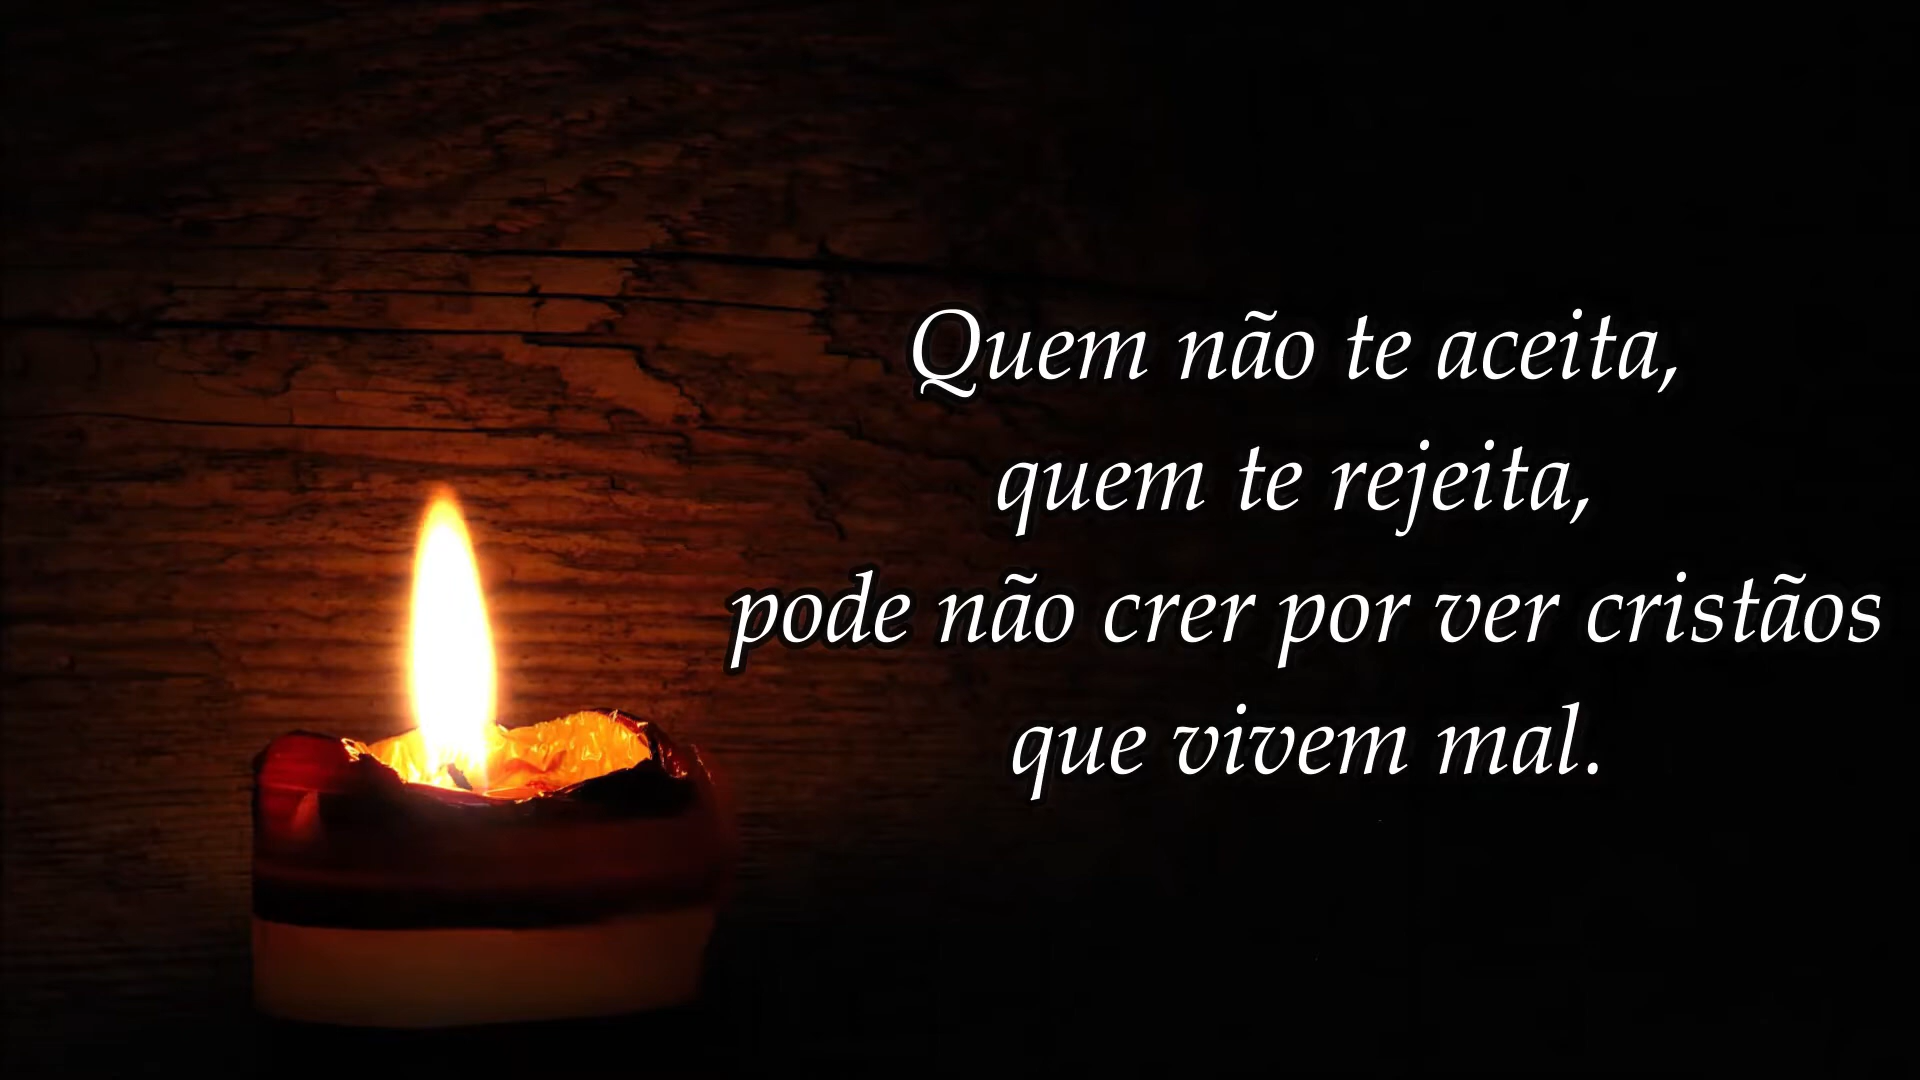 Quem não te aceita,
quem te rejeita,
pode não crer por ver cristãos
que vivem mal.